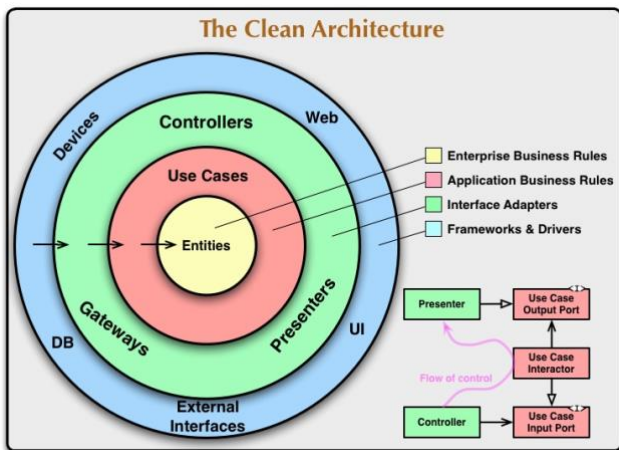 The Clean Architecture
Devices
Web
Controllers
Use Cases
Entities
Gateways
Presenters
DB
UI
External
Interfaces
Enterprise Business Rules
Application Business Rules
Interface Adapters
Frameworks & Drivers
Presenter
Use Case
Output Port
<I>
Flow of control
Use Case
Interactor
Controller
Use Case
Input Port
<I>